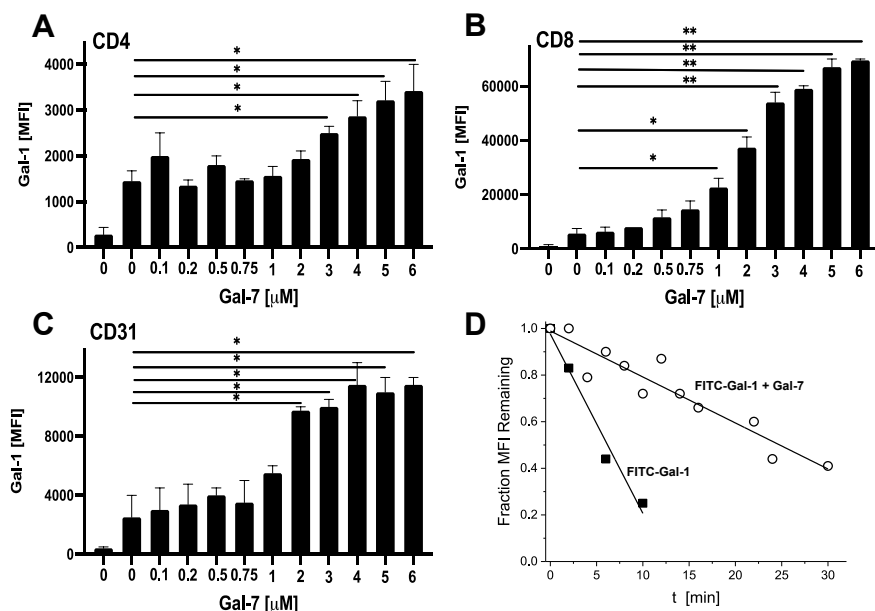 A
CD4
*
*
*
*
4000
3000
2000
1000
0
Gal-1 [MFI]
0 0 0.1 0.2 0.5 0.75 1 2 3 4 5 6
Gal-7 [µM]
B
CD8
**
**
**
**
*
*
60000
40000
20000
0
Gal-1 [MFI]
0 0 0.1 0.2 0.5 0.75 1 2 3 4 5 6
Gal-7 [µM]
C
CD31
*
*
*
*
*
12000
8000
4000
0
Gal-1 [MFI]
0 0 0.1 0.2 0.5 0.75 1 2 3 4 5 6
Gal-7 [µM]
D
1.0
0.8
0.6
0.4
0.2
0.0
Fraction MFI Remaining
FITC-Gal-1 + Gal-7
FITC-Gal-1
0 5 10 15 20 25 30
t [min]